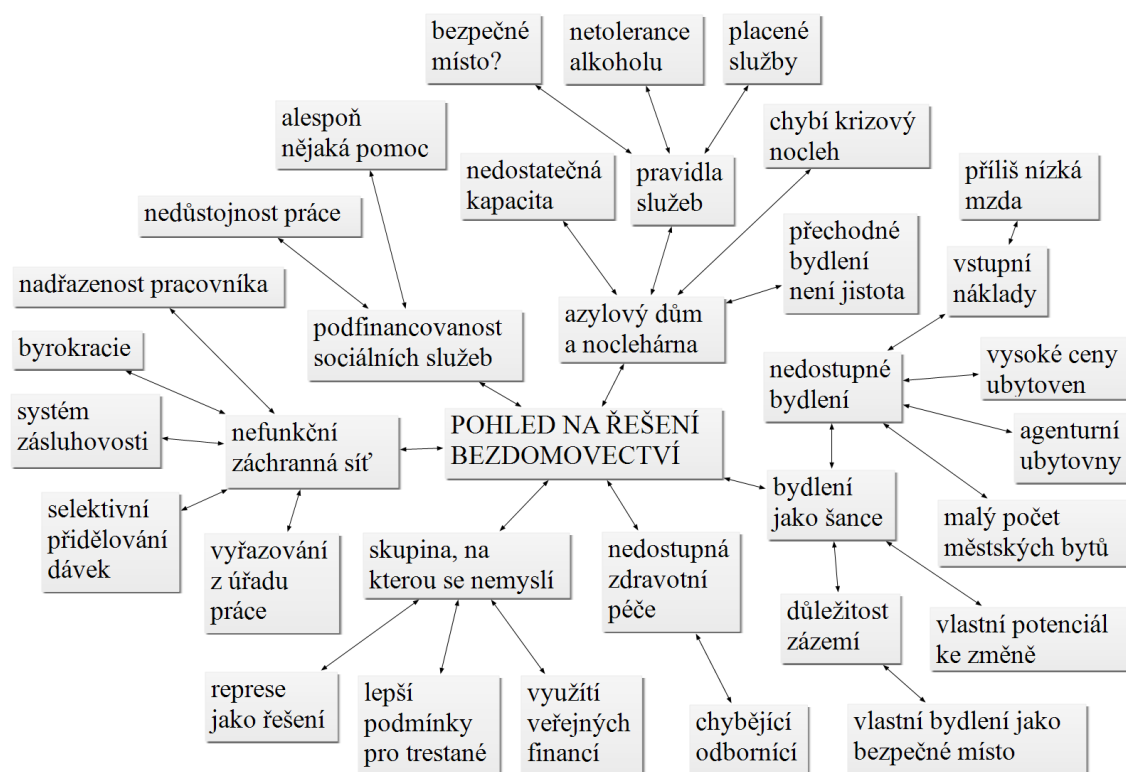 bezpečné
místo?
netolerance
alkoholu
placené
služby
alespoň
nějaká pomoc
chybí krizový
nocleh
nedostatečná
kapacita
pravidla
služeb
příliš nízká
mzda
nedůstojnost práce
přechodné
bydlení
není jistota
vstupní
náklady
nadřazenost pracovníka
podfinancovanost
sociálních služeb
azylový dům
a noclehárna
byrokracie
nedostupné
bydlení
vysoké ceny
ubytoven
systém
zásluhovosti
nefunkční
záchranná síť
POHLED NA ŘEŠENÍ
BEZDOMOVECTVÍ
agenturní
ubytovny
bydlení
jako šance
selektivní
přidělování
dávek
vyřazování
z úřadu
práce
skupina, na
kterou se nemyslí
nedostupná
zdravotní
péče
malý počet
městských bytů
důležitost
zázemí
vlastní potenciál
ke změně
represe
jako řešení
lepší
podmínky
pro trestané
využítí
veřejných
financí
chybějící
odborníci
vlastní bydlení jako
bezpečné místo